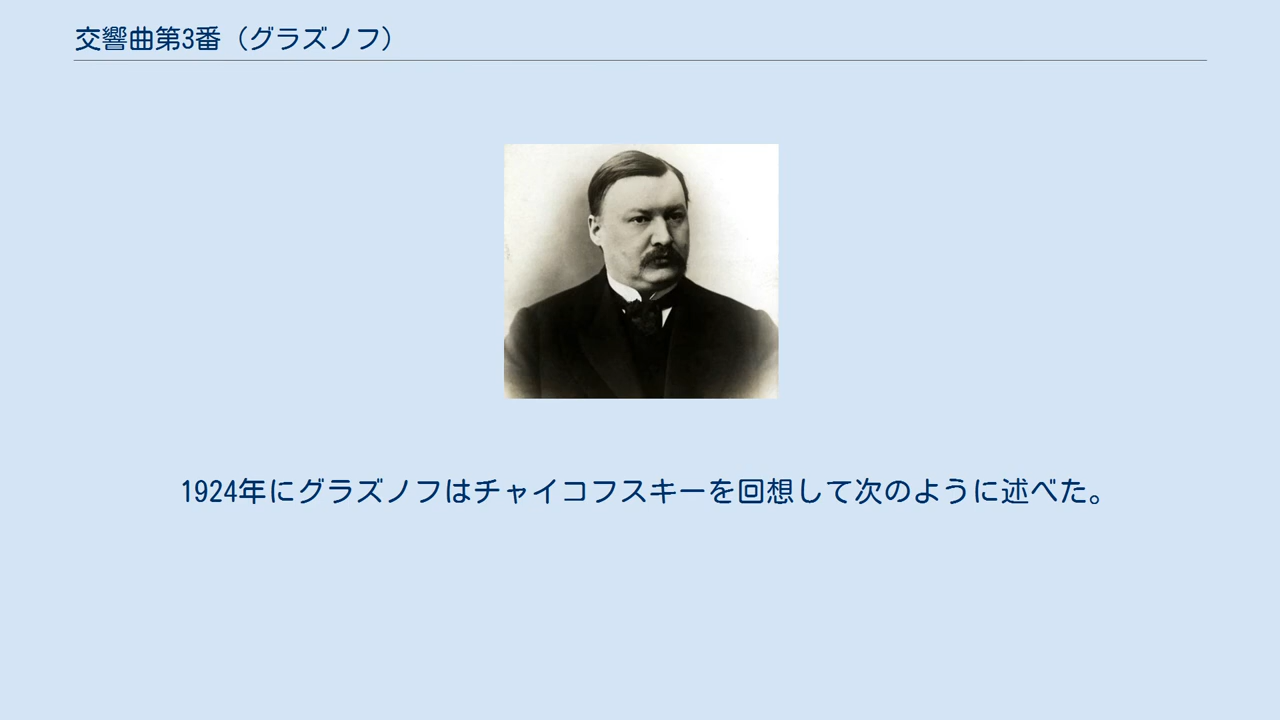 交響曲第3番（グラズノフ）
1924年にグラズノフはチャイコフスキーを回想して次のように述べた。